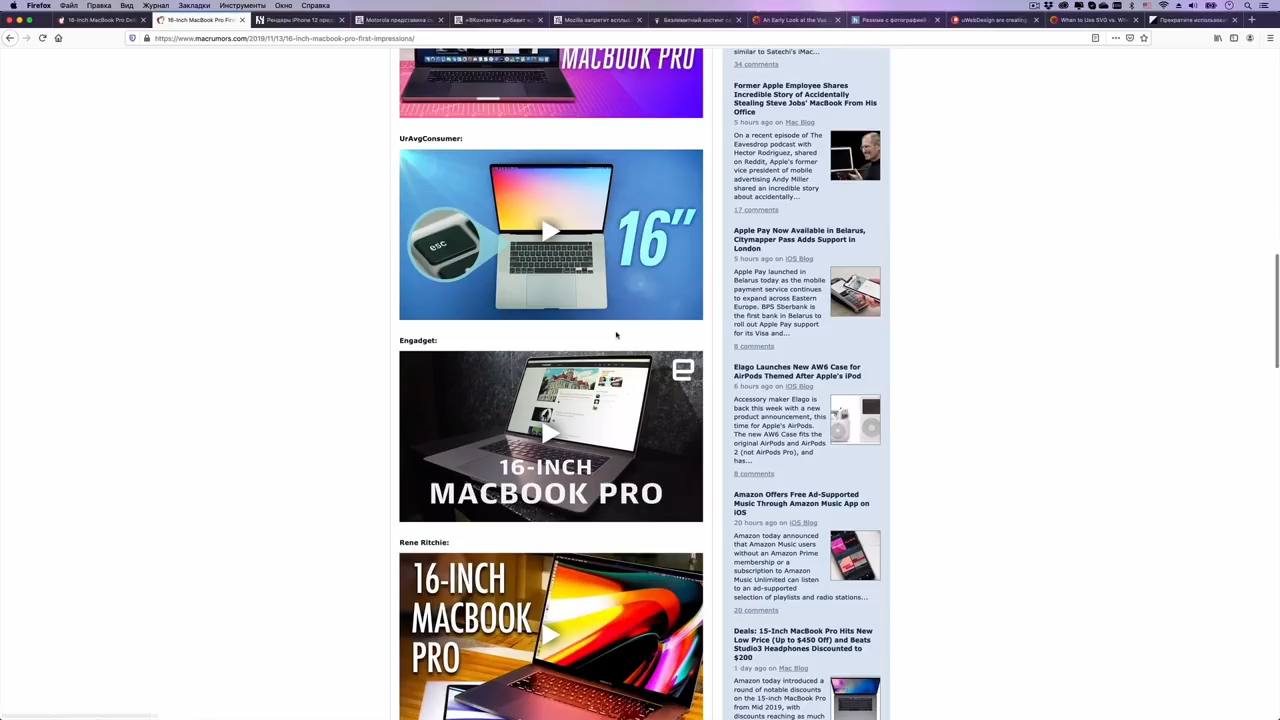 Firefox Файл Правка Вид Журнал Закладки Инструменты Окно Справка
16-Inch MacBook Pro Del
16-Inch MacBook Pro Firs
Рендеры iPhone 12 предс
Motorola представила см
«ВКонтакте» добавит к
Mozilla запретит вспльы
Безлимитный хостинг са
An Early Look at the Vue
Резюме с фотографией
uWebDesign are creating
When to Use SVG vs. Wh
Прекратите использоват
https://www.macrumors.com/2019/11/13/16-inch-macbook-pro-first-impressions/
MACBOOK PRO
UrAvgConsumer:
esc
16”
Engadget:
16-INCH
MACBOOK PRO
Rene Ritchie:
16-INCH
MACBOOK
PRO
similar to Satechi's iMac...
34 comments
Former Apple Employee Shares
Incredible Story of Accidentally
Stealing Steve Jobs' MacBook From His
Office
5 hours ago on Mac Blog
On a recent episode of The
Eavesdrop podcast with
Hector Rodriguez, shared
on Reddit, Apple's former
vice president of mobile
advertising Andy Miller
shared an incredible story
about accidentally...
17 comments
Apple Pay Now Available in Belarus,
Citymapper Pass Adds Support in
London
5 hours ago on iOS Blog
Apple Pay launched in
Belarus today as the mobile
payment service continues
to expand across Eastern
Europe. BPS Sberbank is
the first bank in Belarus to
roll out Apple Pay support
for its Visa and...
8 comments
Elago Launches New AW6 Case for
AirPods Themed After Apple's iPod
6 hours ago on iOS Blog
Accessory maker Elago is
back this week with a new
product announcement, this
time for Apple's AirPods.
The new AW6 Case fits the
original AirPods and AirPods
2 (not AirPods Pro), and
has...
8 comments
Amazon Offers Free Ad-Supported
Music Through Amazon Music App on
iOS
20 hours ago on iOS Blog
Amazon today announced
that Amazon Music users
without an Amazon Prime
membership or a
subscription to Amazon
Music Unlimited can listen
to an ad-supported
selection of playlists and radio stations...
20 comments
Deals: 15-Inch MacBook Pro Hits New
Low Price (Up to $450 Off) and Beats
Studio3 Headphones Discounted to
$200
1 day ago on Mac Blog
Amazon today introduced a
round of notable discounts
on the 15-inch MacBook Pro
from Mid 2019, with
discounts reaching as much